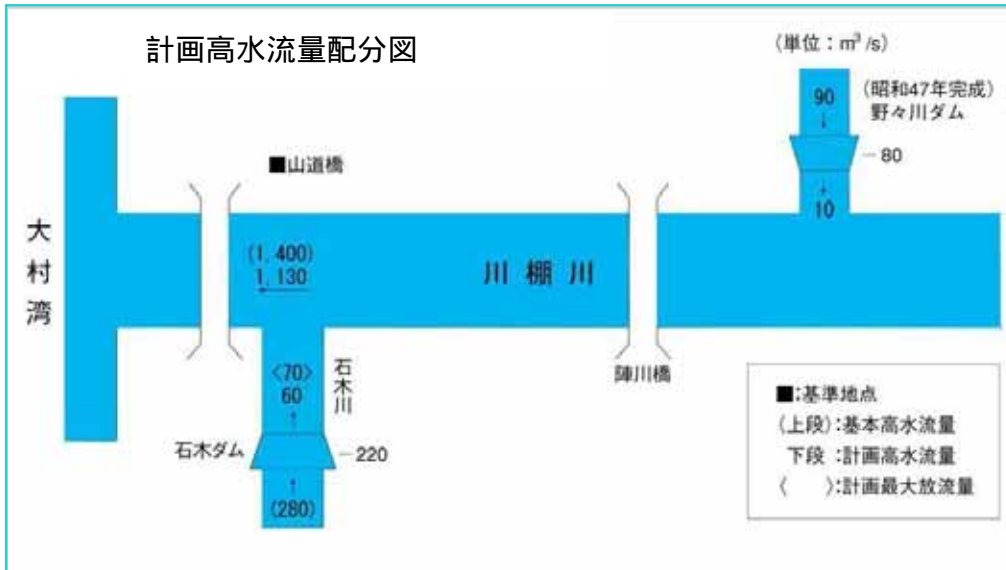 計画高水流量配分図
(単位：m³/s)
90
↓
(昭和47年完成)
野々川ダム
－80
↓
10
■山道橋
大村湾
(1,400)
1,130
川棚川
〈70〉
60
↑
石木川
陣川橋
石木ダム
－220
↑
(280)
■:基準地点
(上段):基本高水流量
下段:計画高水流量
〈　〉:計画最大放流量